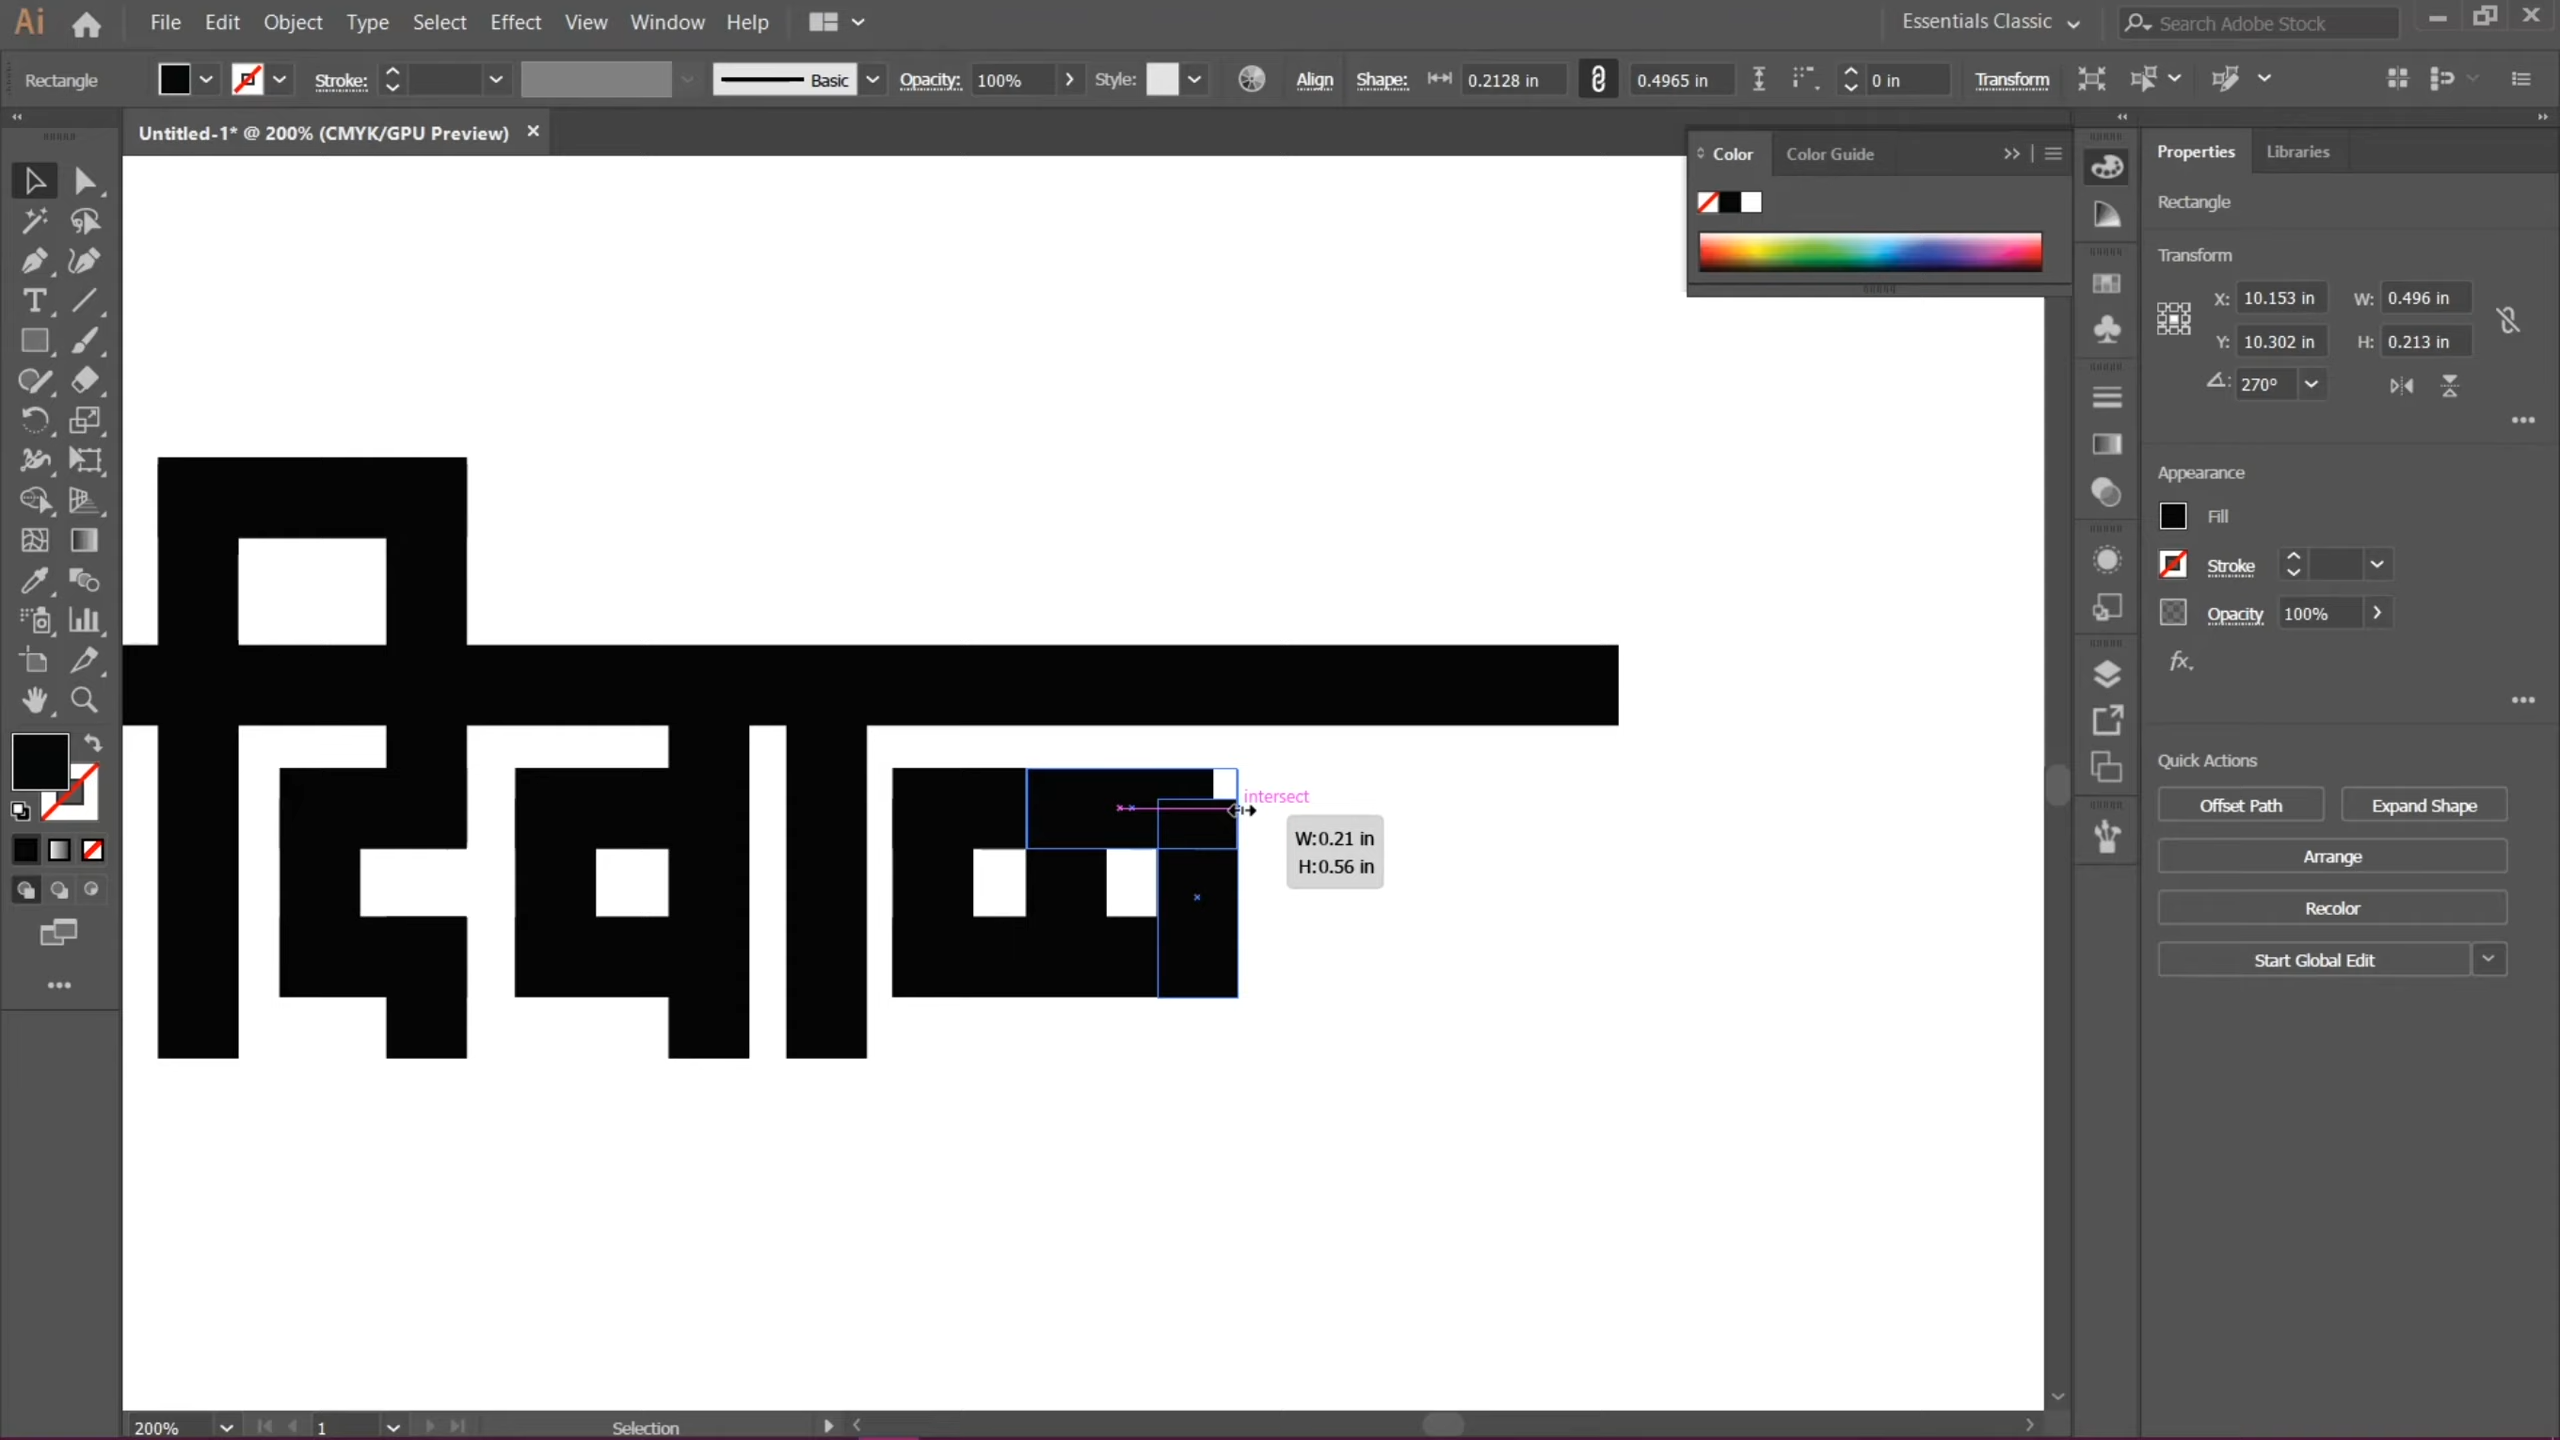 Ai File Edit Object Type Select Effect View Window Help Essentials Classic Search Adobe Stock
Rectangle Stroke: Basic Opacity: 100% Style: Align Shape: 0.2128 in 0.4965 in 0 in Transform
Untitled-1* @ 200% (CMYK/GPU Preview)
Color Color Guide
Properties Libraries
Rectangle
Transform
X: 10.153 in W: 0.496 in
Y: 10.302 in H: 0.213 in
270°
Appearance
Fill
Stroke
Opacity 100%
fx
Quick Actions
Offset Path Expand Shape
Arrange
Recolor
Start Global Edit
intersect
W:0.21 in
H:0.56 in
200% 1 Selection